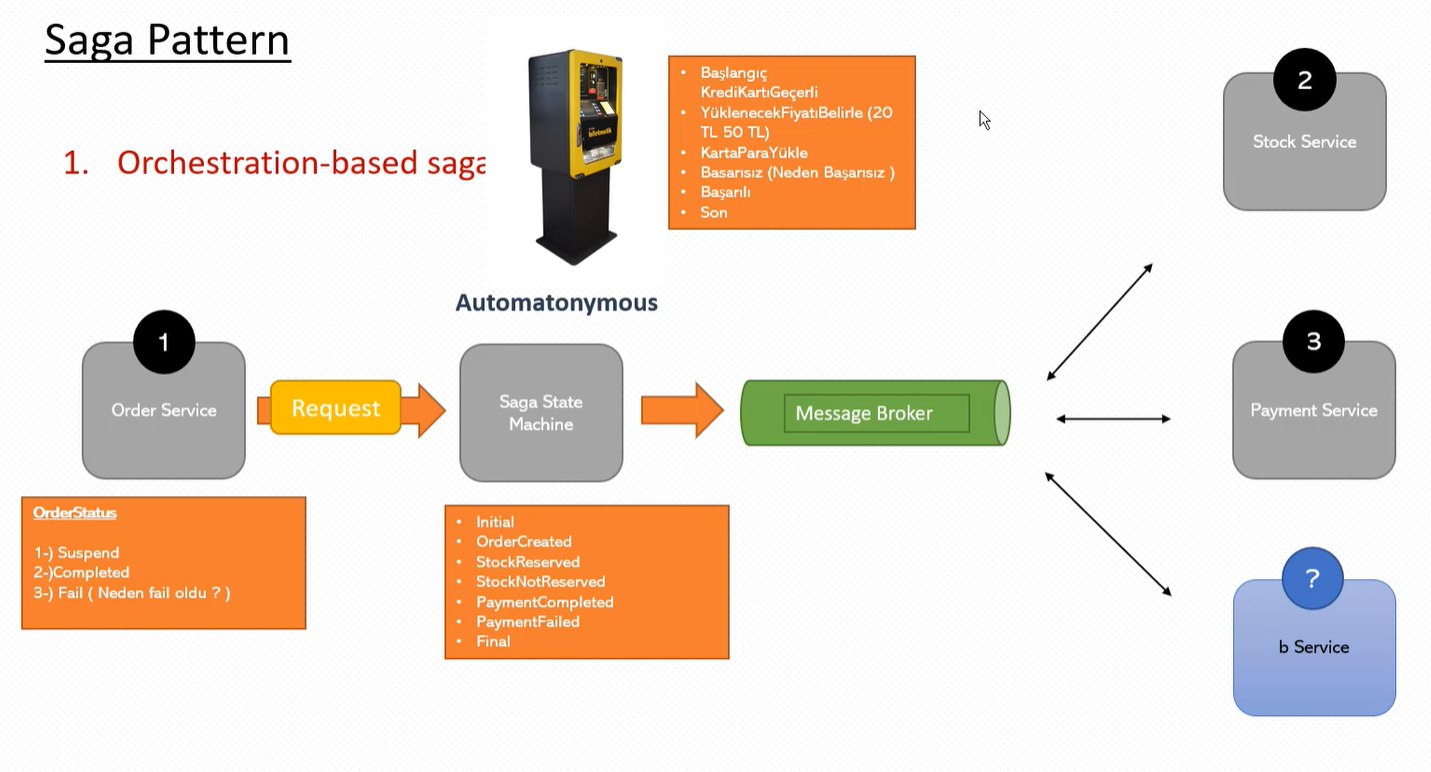 Saga Pattern
1. Orchestration-based saga
biletmatik
• Başlangıç
KrediKartıGeçerli
• YüklenecekFiyatıBelirle (20
TL 50 TL)
• KartaParaYükle
• Basarısız (Neden Başarısız )
• Başarılı
• Son
2
Stock Service
Automatonymous
1
Order Service
Request
Saga State
Machine
Message Broker
3
Payment Service
OrderStatus
1-) Suspend
2-)Completed
3-) Fail ( Neden fail oldu ? )
• Initial
• OrderCreated
• StockReserved
• StockNotReserved
• PaymentCompleted
• PaymentFailed
• Final
?
b Service